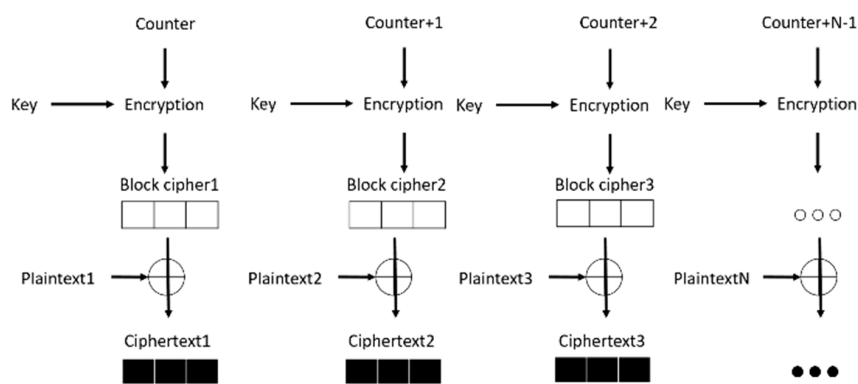 Counter Counter+1 Counter+2 Counter+N-1
Key Encryption Key Encryption Key Encryption Key Encryption
Block cipher1 Block cipher2 Block cipher3
Plaintext1 Plaintext2 Plaintext3 PlaintextN
Ciphertext1 Ciphertext2 Ciphertext3